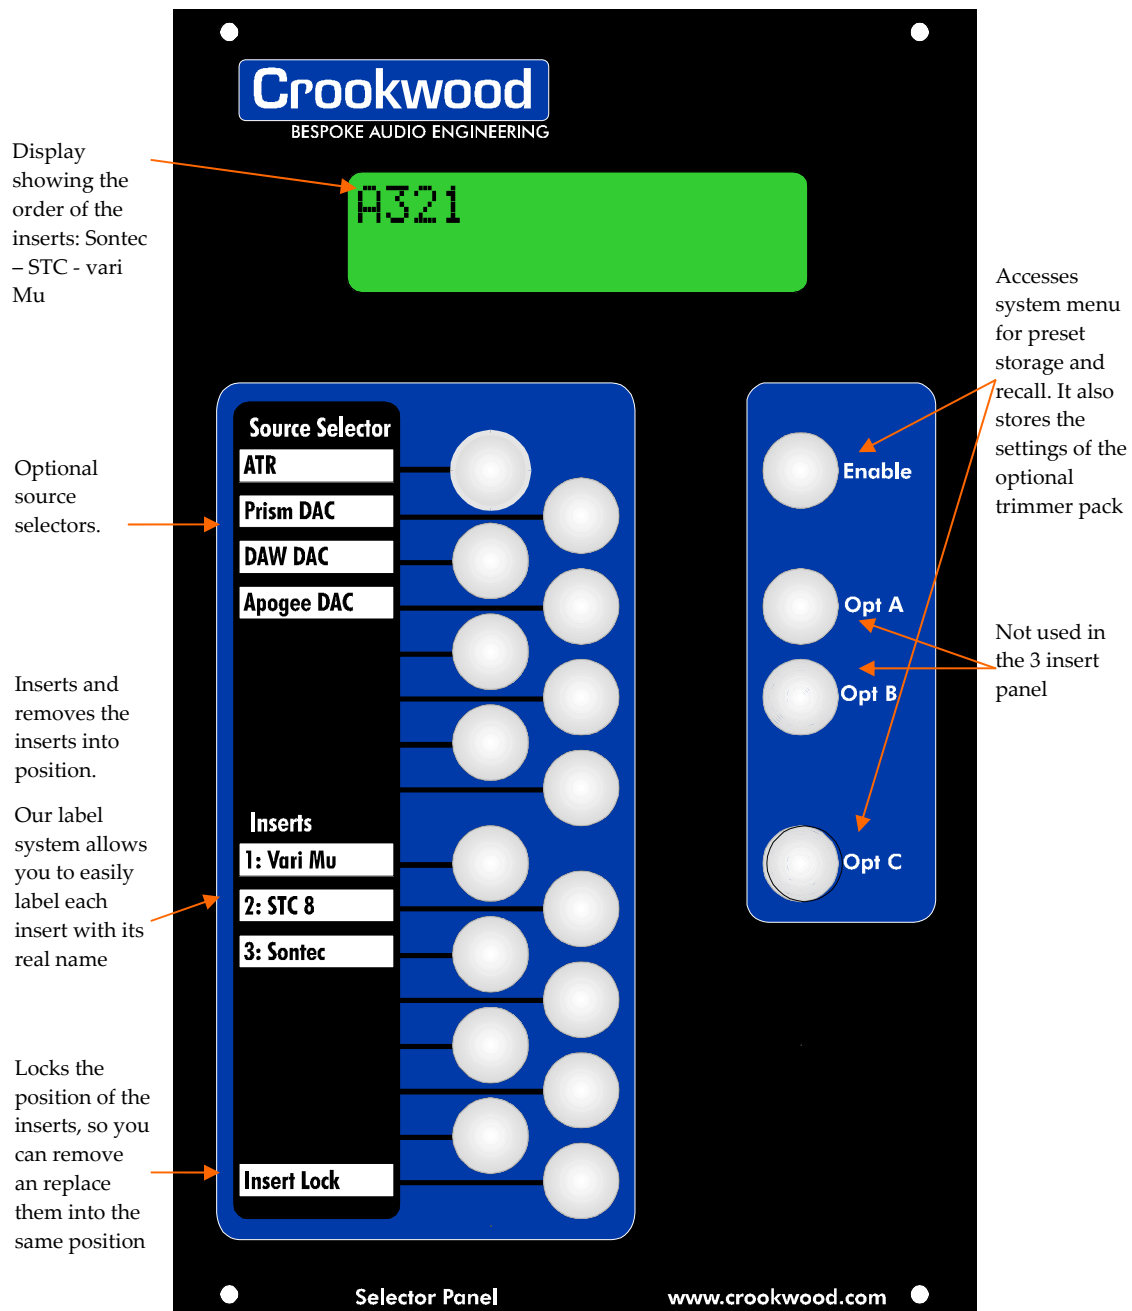 Crookwood
BESPOKE AUDIO ENGINEERING
Display
showing the
order of the
inserts: Sontec
– STC - vari
Mu
A321
Accesses
system menu
for preset
storage and
recall. It also
stores the
settings of the
optional
trimmer pack
Optional
source
selectors.
Source Selector
ATR
Prism DAC
DAW DAC
Apogee DAC
Enable
Opt A
Opt B
Opt C
Not used in
the 3 insert
panel
Inserts and
removes the
inserts into
position.
Our label
system allows
you to easily
label each
insert with its
real name
Inserts
1: Vari Mu
2: STC 8
3: Sontec
Locks the
position of the
inserts, so you
can remove
an replace
them into the
same position
Insert Lock
Selector Panel
www.crookwood.com